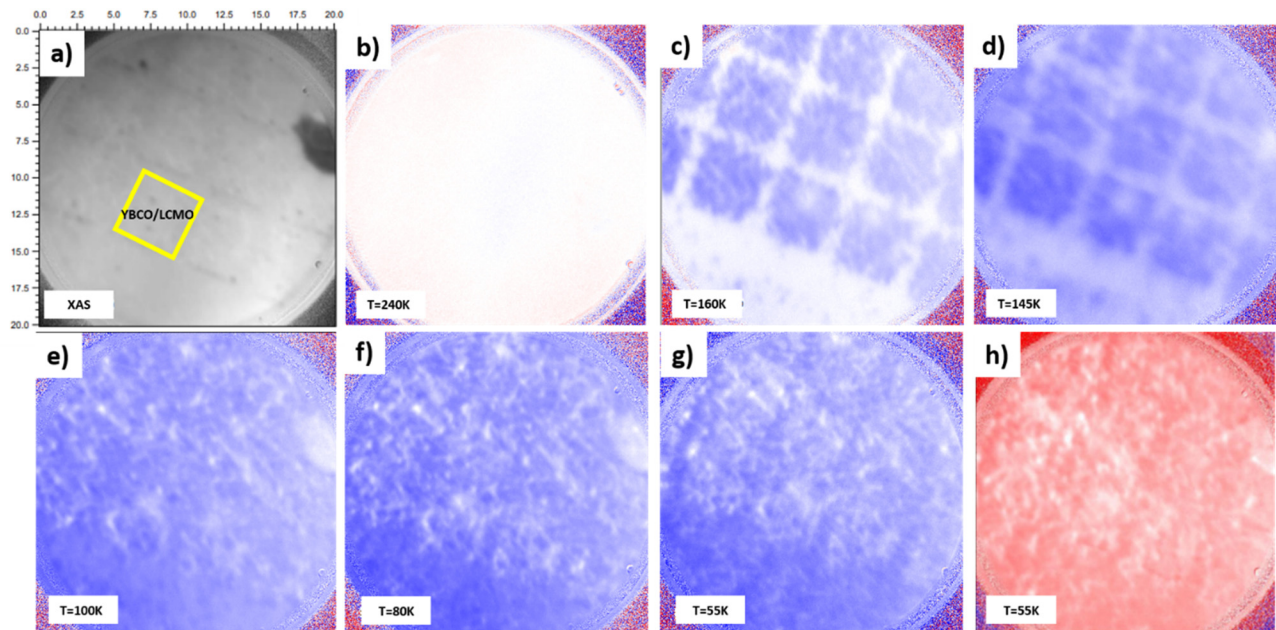 0.0 2.5 5.0 7.5 10.0 12.5 15.0 17.5 20.0
0.0
2.5
5.0
7.5
10.0
12.5
15.0
17.5
20.0
a)
YBCO/LCMO
XAS
b)
T=240K
c)
T=160K
d)
T=145K
e)
T=100K
f)
T=80K
g)
T=55K
h)
T=55K